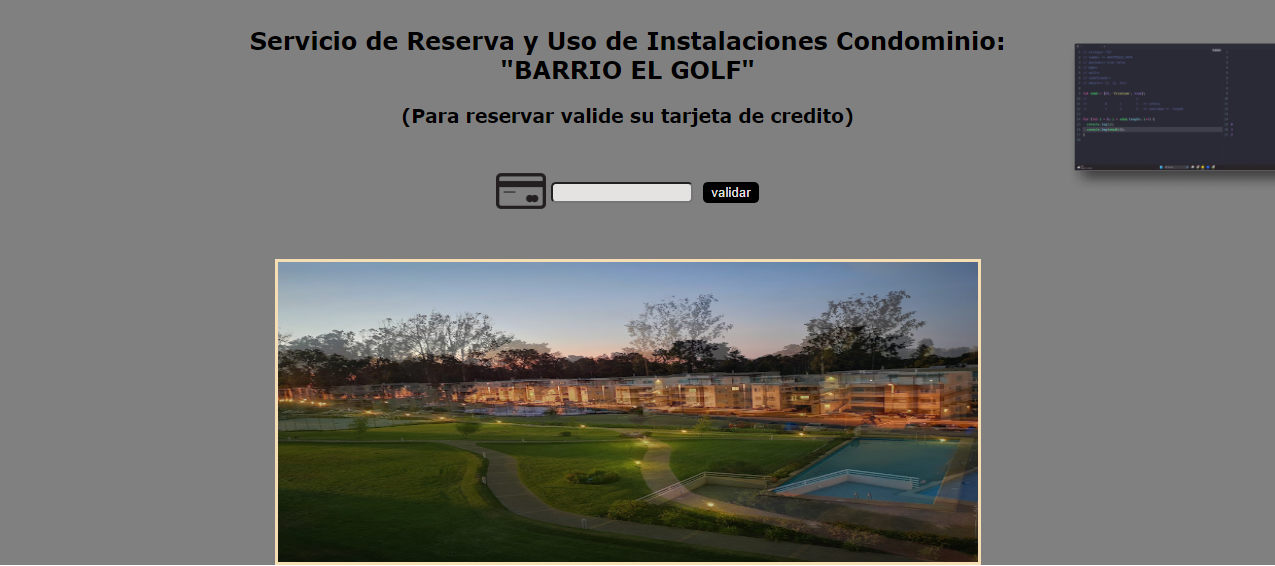 Servicio de Reserva y Uso de Instalaciones Condominio:
"BARRIO EL GOLF"
(Para reservar valide su tarjeta de credito)
validar